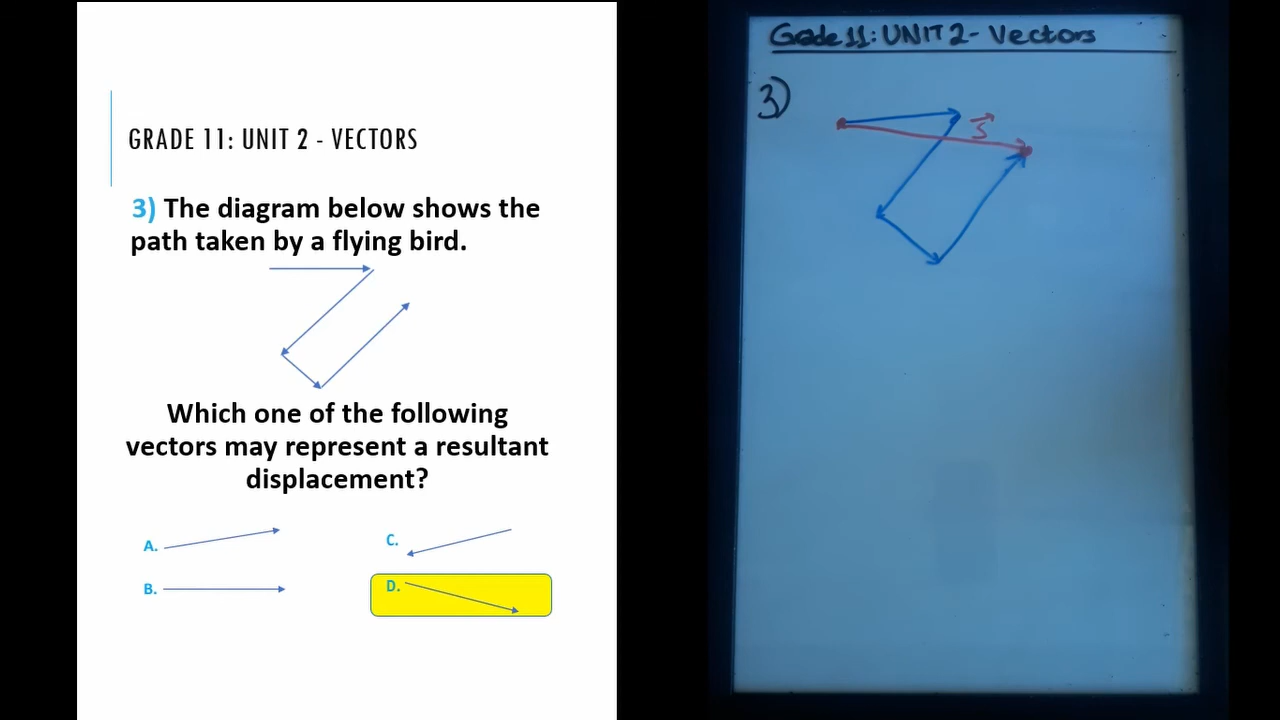 GRADE 11: UNIT 2 - VECTORS
3) The diagram below shows the
path taken by a flying bird.
Which one of the following
vectors may represent a resultant
displacement?
A.
B.
C.
D.
Grade 11: UNIT 2 - Vectors
3)
S